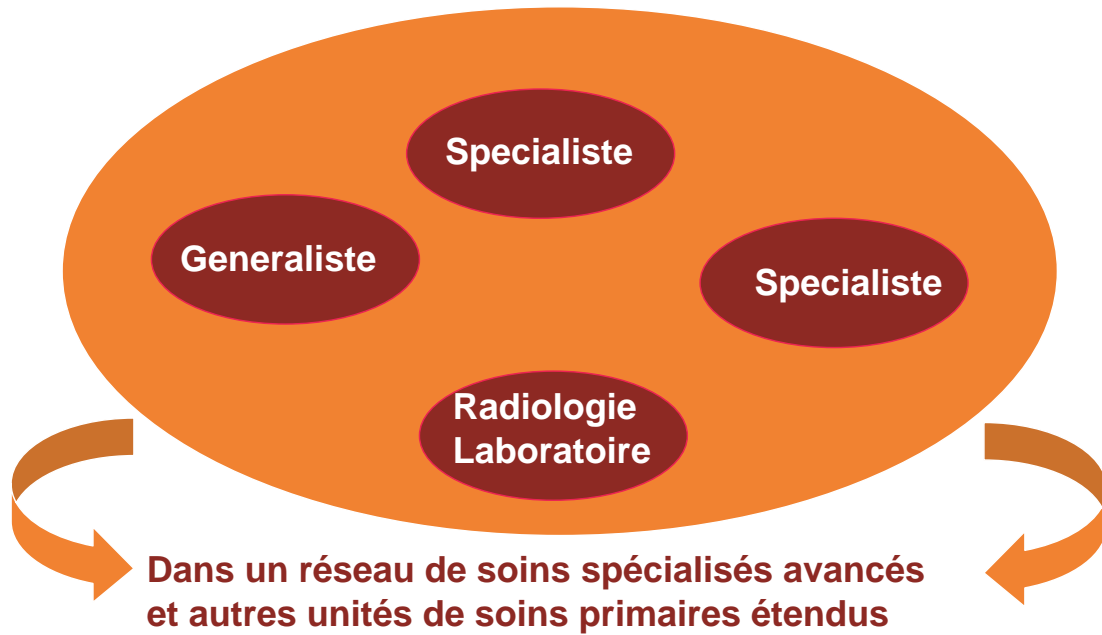 Specialiste
Generaliste
Specialiste
Radiologie
Laboratoire
Dans un réseau de soins spécialisés avancés
et autres unités de soins primaires étendus